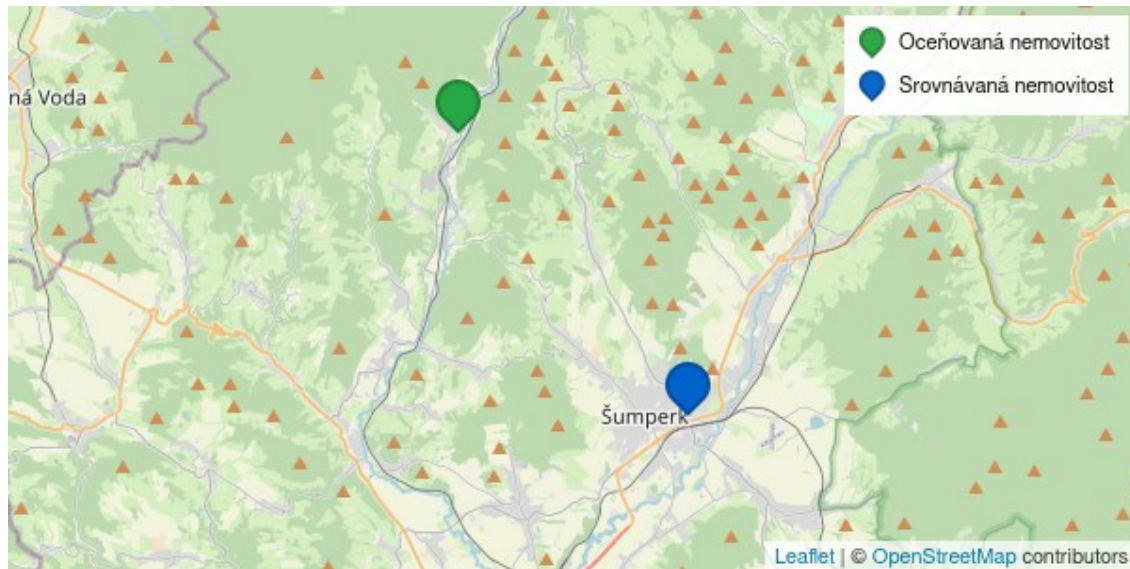 Oceňovaná nemovitost
Srovnávaná nemovitost
ná Voda
Šumperk
Leaflet | © OpenStreetMap contributors